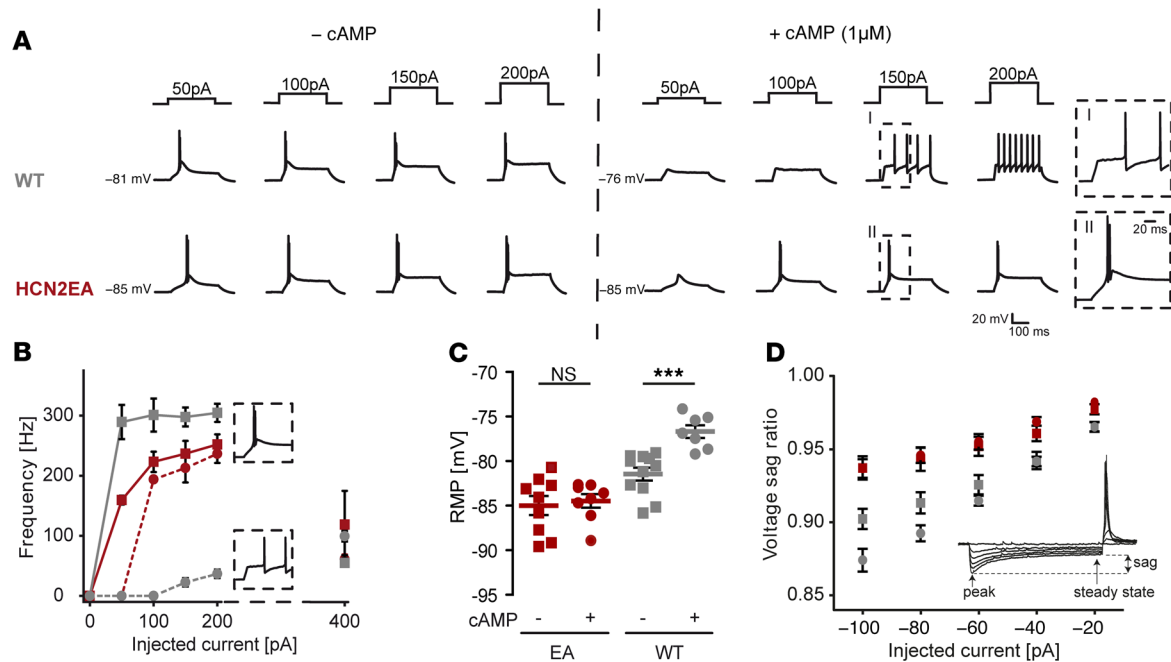 A
– cAMP
+ cAMP (1µM)
50pA 100pA 150pA 200pA 50pA 100pA 150pA 200pA
I I
WT –81 mV –76 mV
20 ms
II II
HCN2EA –85 mV –85 mV
20 mV
100 ms
B
Frequency [Hz]
300
200
100
0
0 50 100 150 200 400
Injected current [pA]
C
RMP [mV]
-70
-75
-80
-85
-90
-95
NS ***
cAMP - + - +
EA WT
D
Voltage sag ratio
1.00
0.95
0.90
0.85
sag
peak steady state
−100 −80 −60 −40 −20
Injected current [pA]